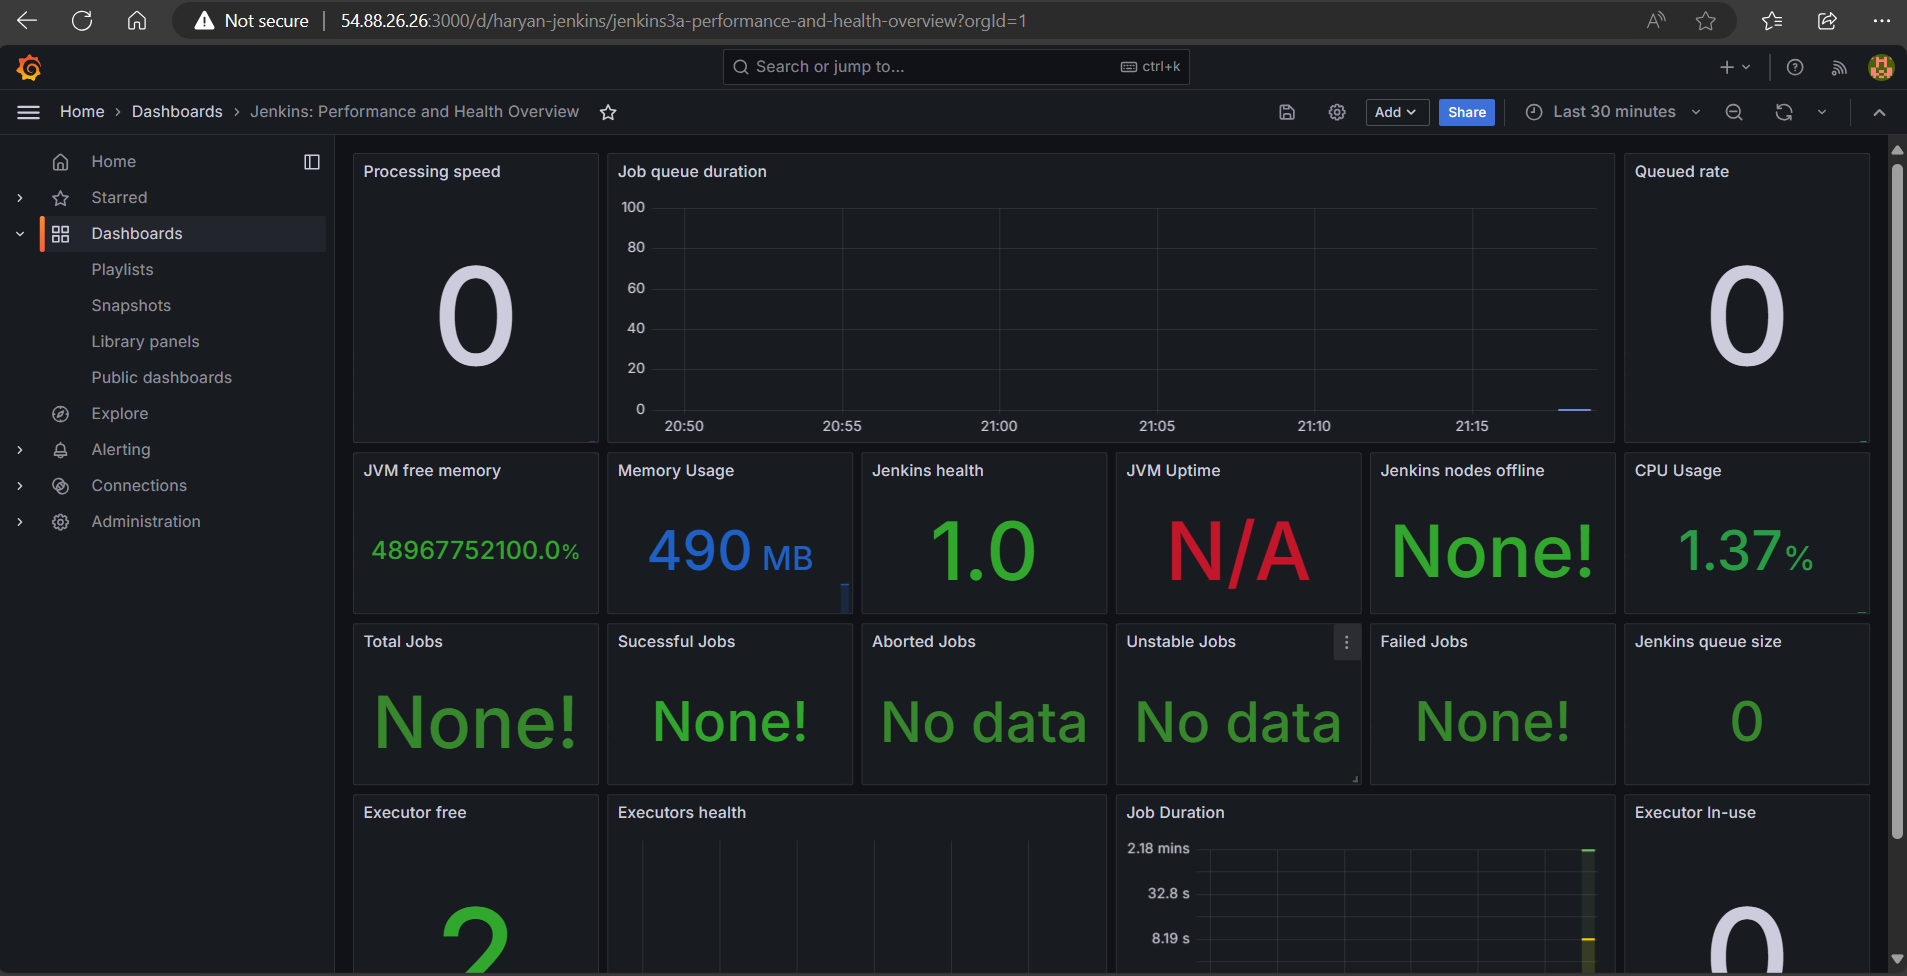 Not secure
54.88.26.26:3000/d/haryan-jenkins/jenkins3a-performance-and-health-overview?orgId=1
Search or jump to...
ctrl+k
Home
Dashboards
Jenkins: Performance and Health Overview
Add
Share
Last 30 minutes
Home
Starred
Dashboards
Playlists
Snapshots
Library panels
Public dashboards
Explore
Alerting
Connections
Administration
Processing speed
0
Job queue duration
100
80
60
40
20
0
20:50
20:55
21:00
21:05
21:10
21:15
Queued rate
0
JVM free memory
48967752100.0%
Memory Usage
490 MB
Jenkins health
1.0
JVM Uptime
N/A
Jenkins nodes offline
None!
CPU Usage
1.37%
Total Jobs
None!
Sucessful Jobs
None!
Aborted Jobs
No data
Unstable Jobs
No data
Failed Jobs
None!
Jenkins queue size
0
Executor free
2
Executors health
Job Duration
2.18 mins
32.8 s
8.19 s
Executor In-use
0